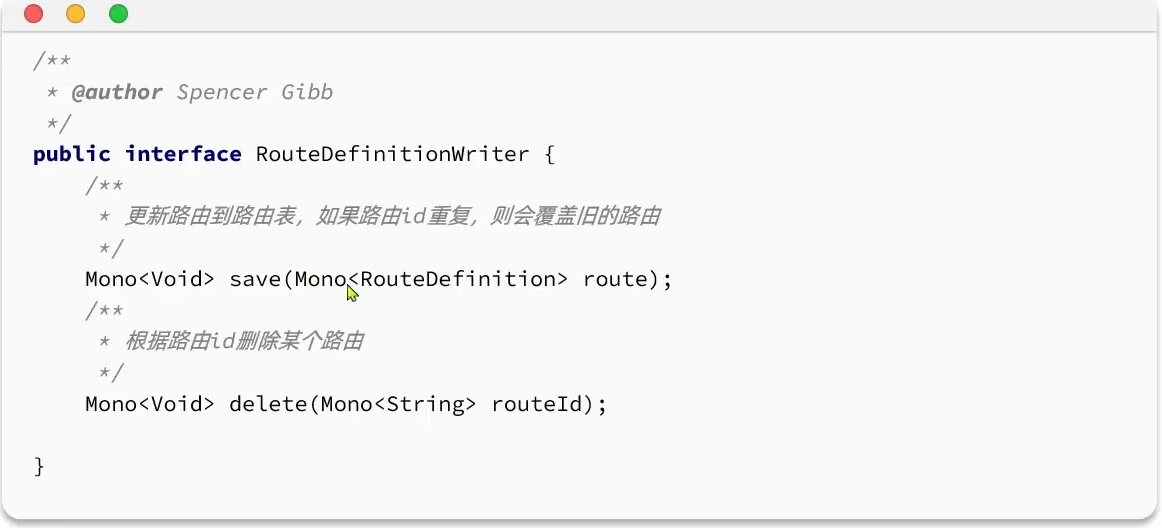 /**
 * @author Spencer Gibb
 */
public interface RouteDefinitionWriter {
    /**
     * 更新路由到路由表，如果路由id重复，则会覆盖旧的路由
     */
    Mono<Void> save(Mono<RouteDefinition> route);
    /**
     * 根据路由id删除某个路由
     */
    Mono<Void> delete(Mono<String> routeId);

}